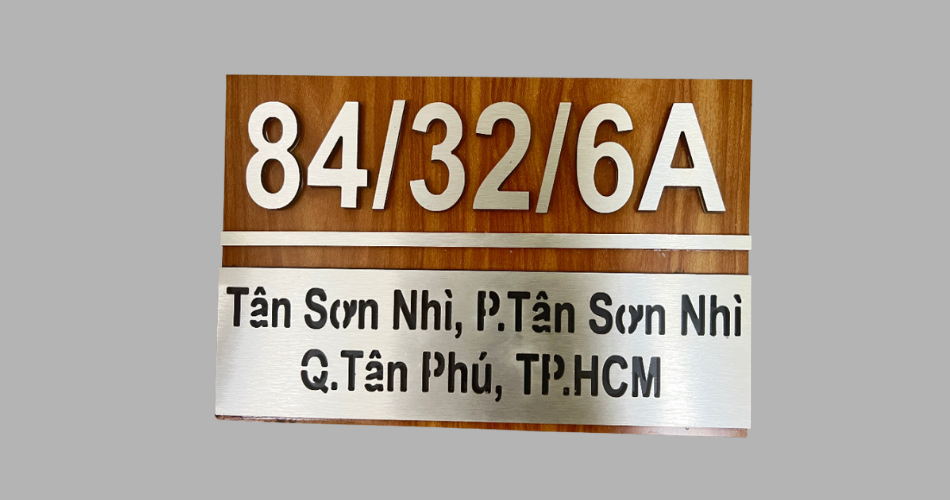 84/32/6A
Tân Sơn Nhì, P.Tân Sơn Nhì
Q.Tân Phú, TP.HCM